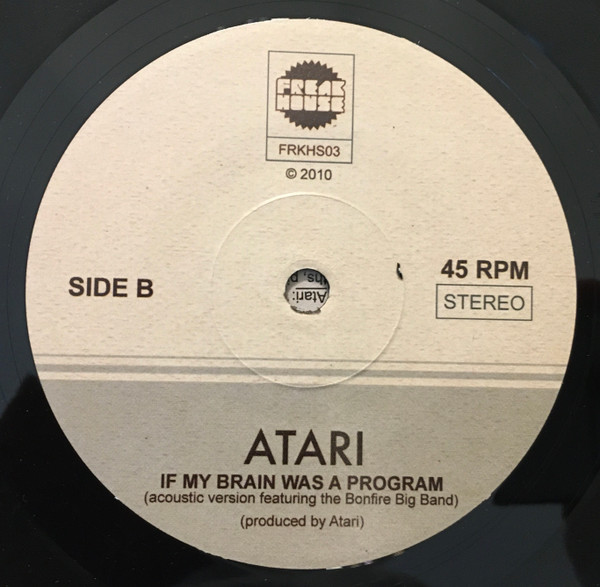 FREAK
HOUSE
FRKHS03
© 2010
SIDE B
45 RPM
STEREO
Atari:
ATARI
IF MY BRAIN WAS A PROGRAM
(acoustic version featuring the Bonfire Big Band)
(produced by Atari)